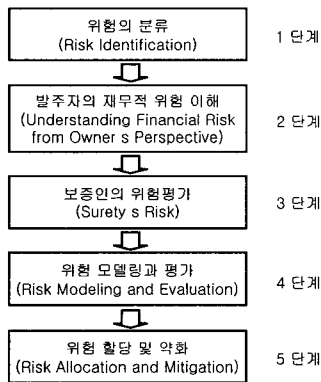 위험의 분류
(Risk Identification)
1 단계
발주자의 재무적 위험 이해
(Understanding Financial Risk
from Owner s Perspective)
2 단계
보증인의 위험평가
(Surety s Risk)
3 단계
위험 모델링과 평가
(Risk Modeling and Evaluation)
4 단계
위험 할당 및 약화
(Risk Allocation and Mitigation)
5 단계